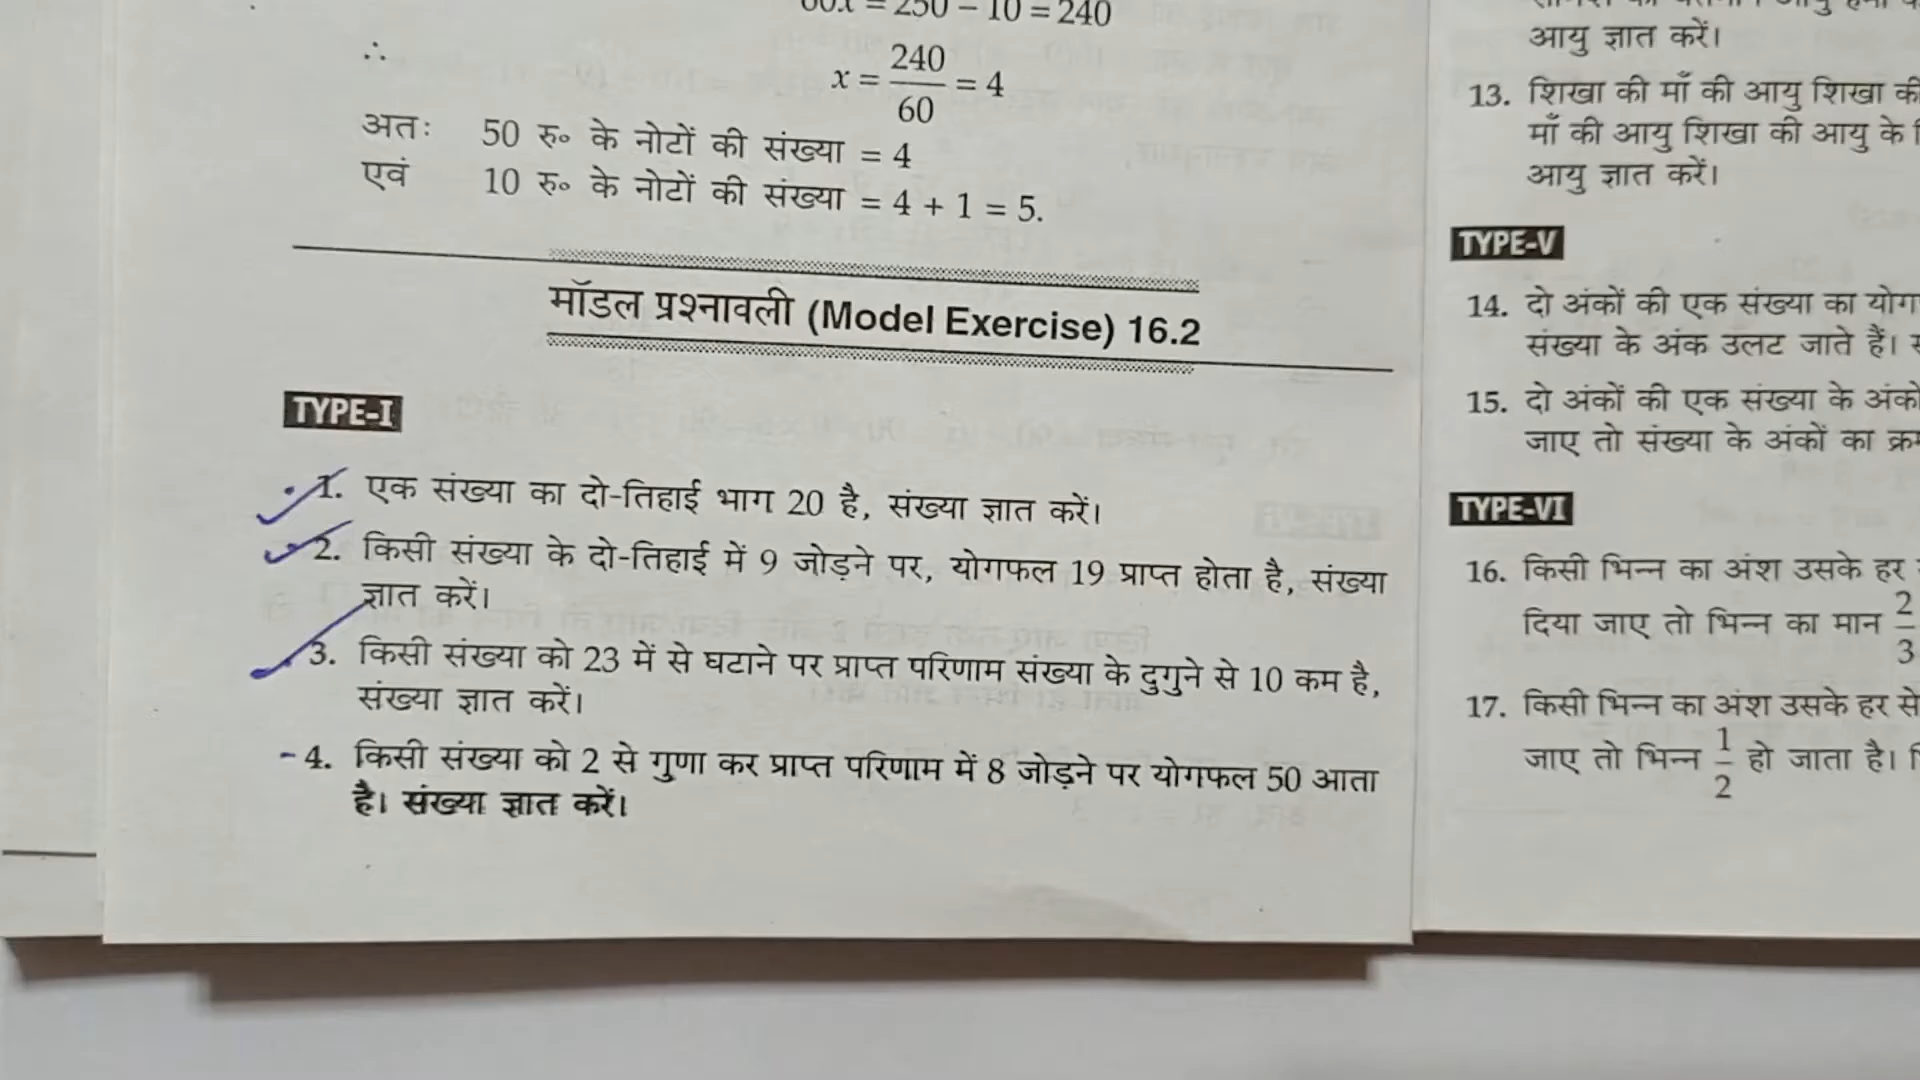 60x = 250 − 10 = 240
∴ x = 240/60 = 4
अतः 50 रु० के नोटों की संख्या = 4
एवं 10 रु० के नोटों की संख्या = 4 + 1 = 5.
मॉडल प्रश्नावली (Model Exercise) 16.2
TYPE-I
1. एक संख्या का दो-तिहाई भाग 20 है, संख्या ज्ञात करें।
2. किसी संख्या के दो-तिहाई में 9 जोड़ने पर, योगफल 19 प्राप्त होता है, संख्या
ज्ञात करें।
3. किसी संख्या को 23 में से घटाने पर प्राप्त परिणाम संख्या के दुगुने से 10 कम है,
संख्या ज्ञात करें।
4. किसी संख्या को 2 से गुणा कर प्राप्त परिणाम में 8 जोड़ने पर योगफल 50 आता
है। संख्या ज्ञात करें।
आयु ज्ञात करें।
13. शिखा की माँ की आयु शिखा की
माँ की आयु शिखा की आयु के
आयु ज्ञात करें।
TYPE-V
14. दो अंकों की एक संख्या का योग
संख्या के अंक उलट जाते हैं।
15. दो अंकों की एक संख्या के अंकों
जाए तो संख्या के अंकों का क्रम
TYPE-VI
16. किसी भिन्न का अंश उसके हर
दिया जाए तो भिन्न का मान 2/3
17. किसी भिन्न का अंश उसके हर से
जाए तो भिन्न 1/2 हो जाता है।